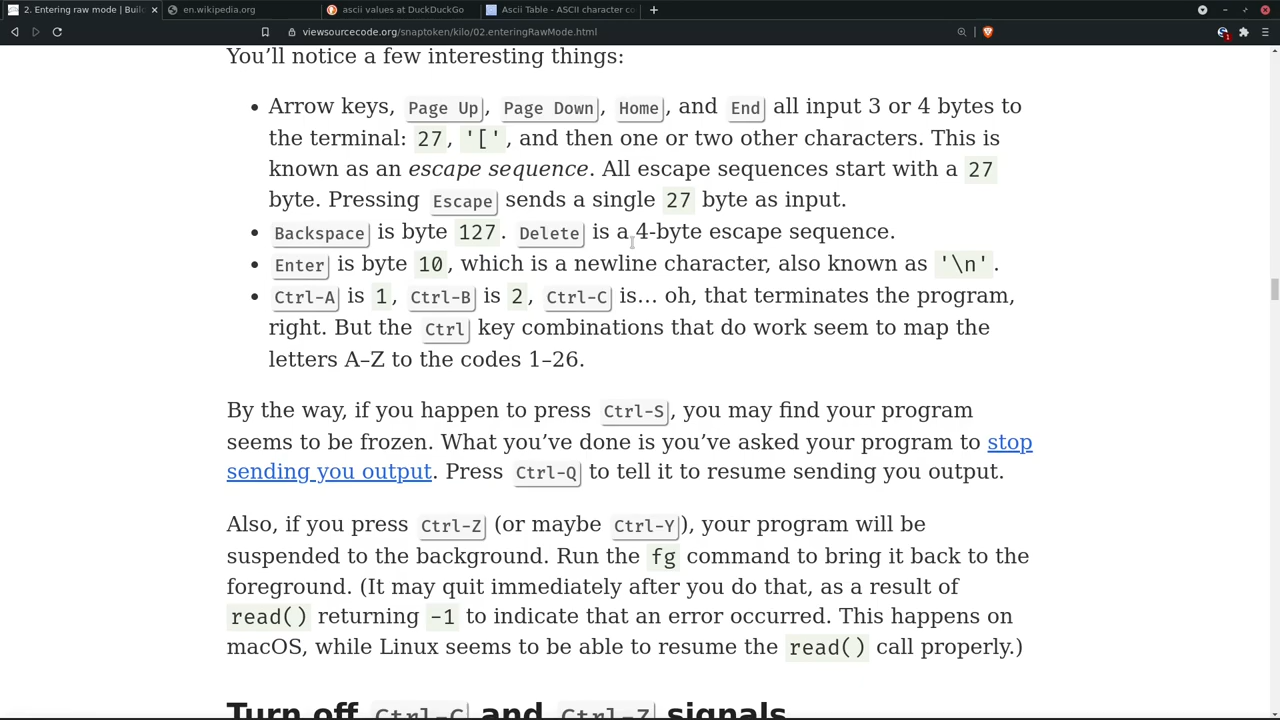 2. Entering raw mode | Buil
en.wikipedia.org
ascii values at DuckDuckGo
Ascii Table - ASCII character co
viewsourcecode.org/snaptoken/kilo/02.enteringRawMode.html
You’ll notice a few interesting things:
• Arrow keys, Page Up, Page Down, Home, and End all input 3 or 4 bytes to
the terminal: 27, '[', and then one or two other characters. This is
known as an escape sequence. All escape sequences start with a 27
byte. Pressing Escape sends a single 27 byte as input.
• Backspace is byte 127. Delete is a 4-byte escape sequence.
• Enter is byte 10, which is a newline character, also known as '\n'.
• Ctrl-A is 1, Ctrl-B is 2, Ctrl-C is… oh, that terminates the program,
right. But the Ctrl key combinations that do work seem to map the
letters A–Z to the codes 1–26.
By the way, if you happen to press Ctrl-S, you may find your program
seems to be frozen. What you’ve done is you’ve asked your program to stop
sending you output. Press Ctrl-Q to tell it to resume sending you output.
Also, if you press Ctrl-Z (or maybe Ctrl-Y), your program will be
suspended to the background. Run the fg command to bring it back to the
foreground. (It may quit immediately after you do that, as a result of
read() returning -1 to indicate that an error occurred. This happens on
macOS, while Linux seems to be able to resume the read() call properly.)
Turn off Ctrl-C and Ctrl-Z signals